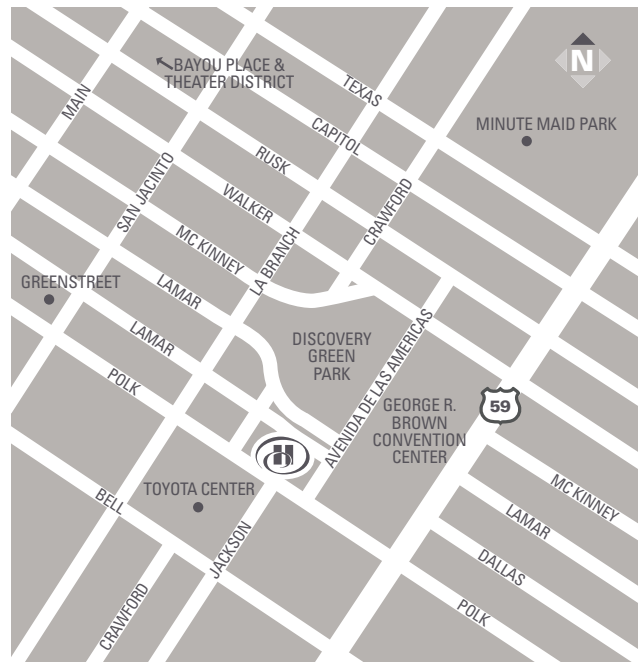 BAYOU PLACE &
THEATER DISTRICT
N
MAIN
TEXAS
MINUTE MAID PARK
CAPITOL
RUSK
SAN JACINTO
WALKER
CRAWFORD
MC KINNEY
LA BRANCH
GREENSTREET
LAMAR
LAMAR
DISCOVERY
GREEN
PARK
AVENIDA DE LAS AMERICAS
POLK
GEORGE R.
BROWN
CONVENTION
CENTER
59
H
TOYOTA CENTER
BELL
MC KINNEY
LAMAR
JACKSON
DALLAS
CRAWFORD
POLK